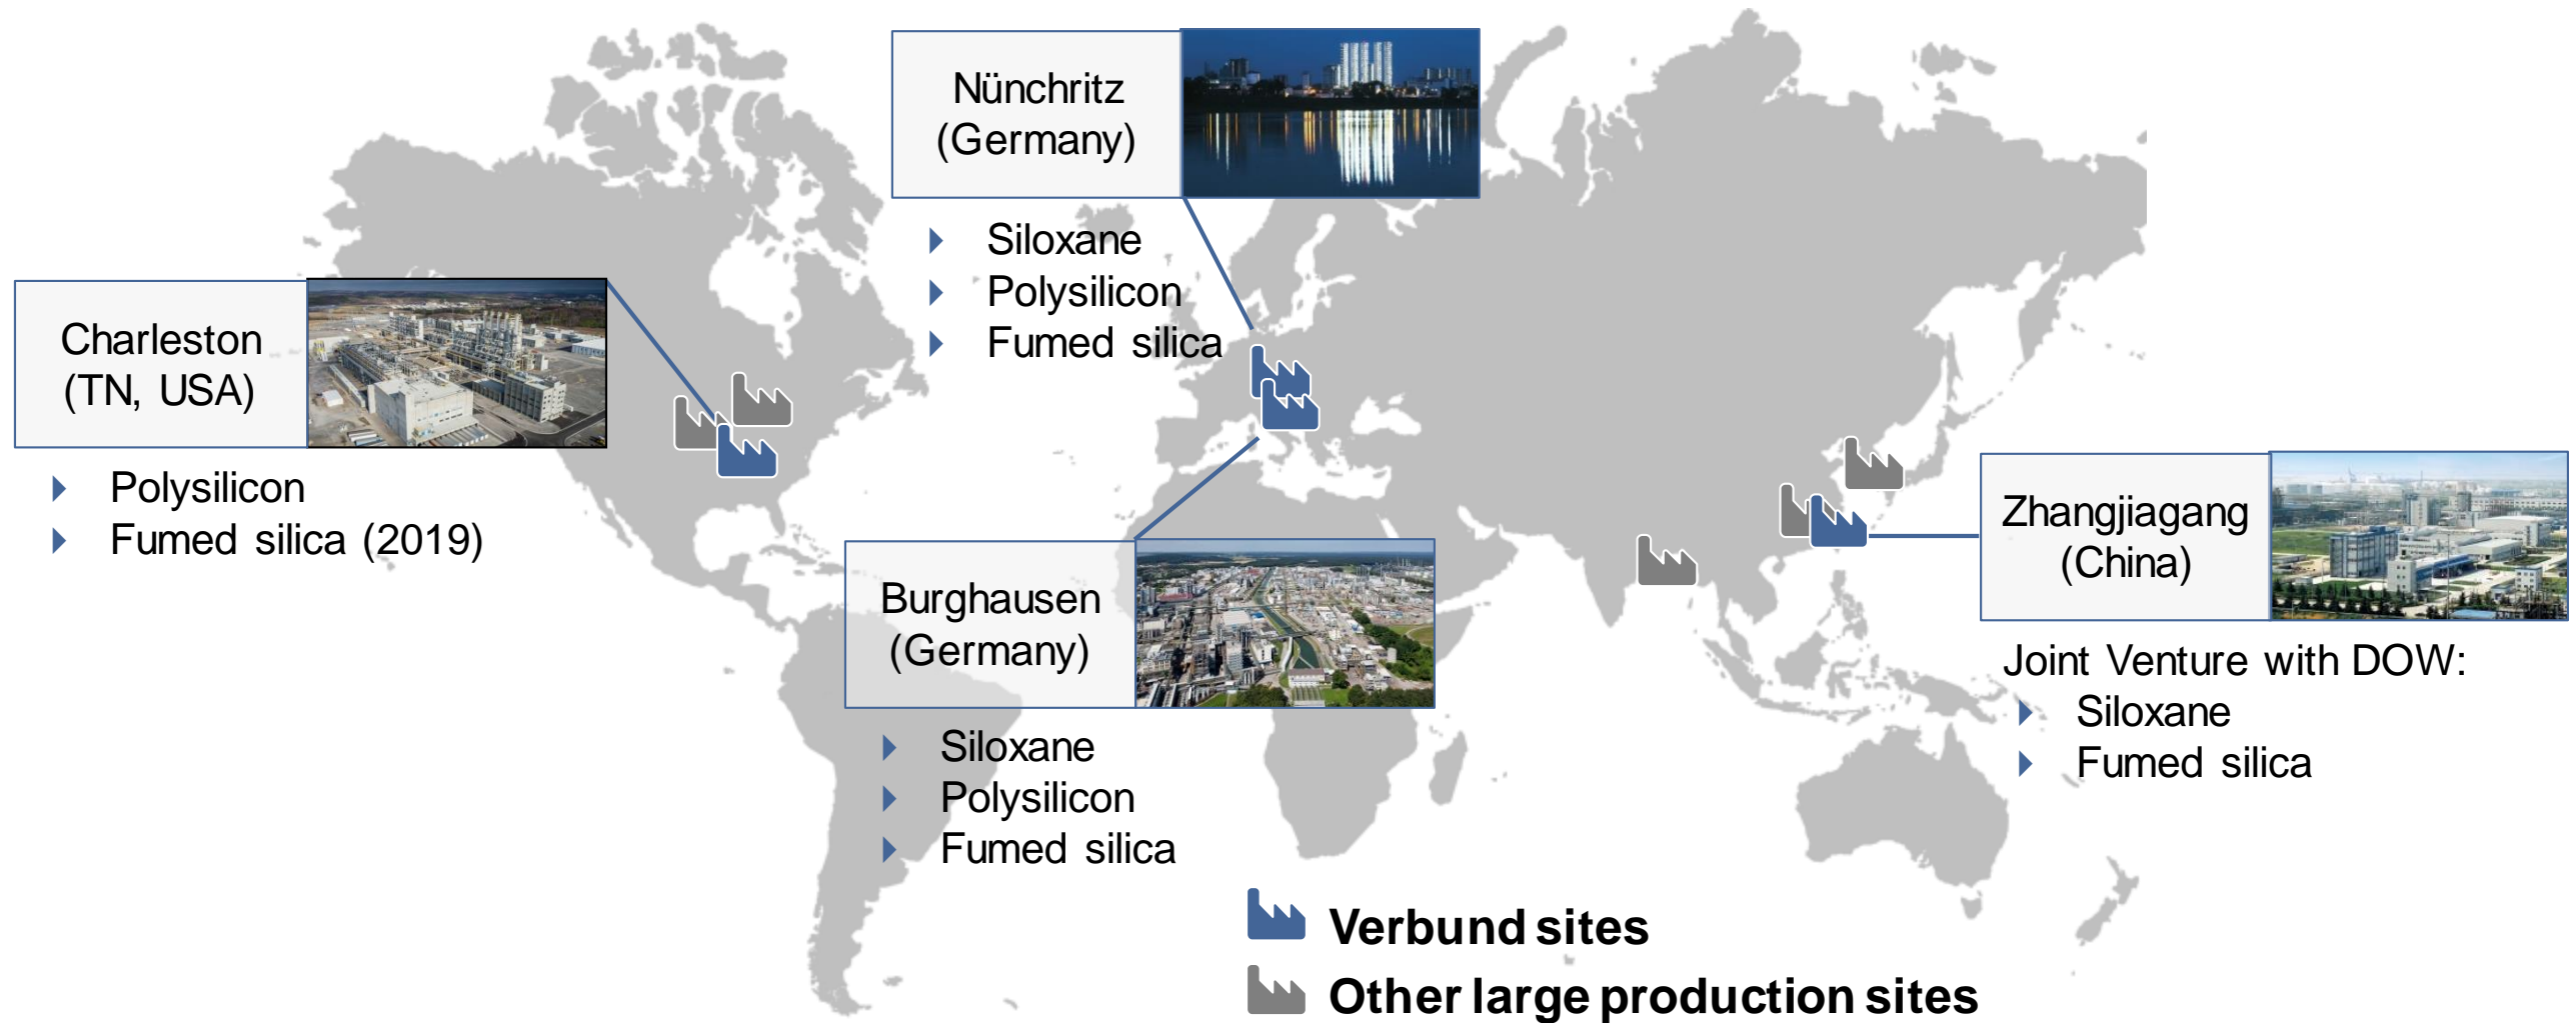 Nünchritz
(Germany)
Siloxane
Polysilicon
Fumed silica
Charleston
(TN, USA)
Polysilicon
Fumed silica (2019)
Zhangjiagang
(China)
Joint Venture with DOW:
Siloxane
Fumed silica
Burghausen
(Germany)
Siloxane
Polysilicon
Fumed silica
Verbund sites
Other large production sites